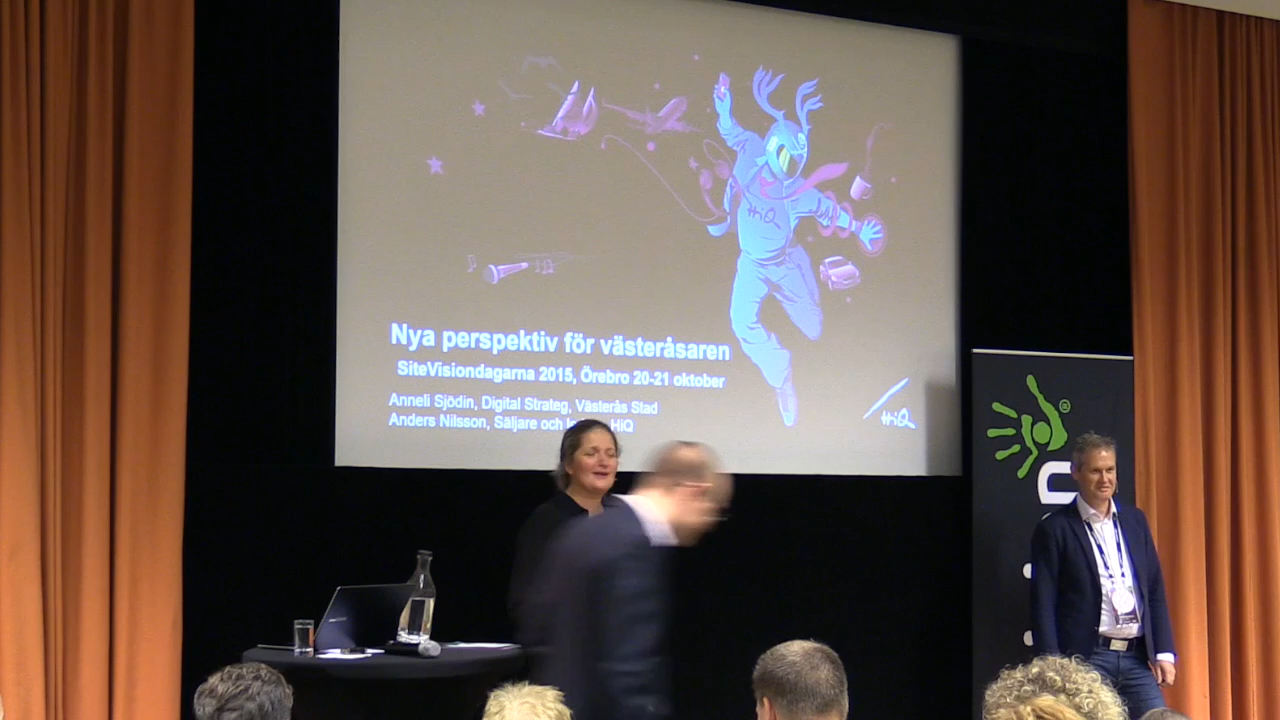 HiQ
Nya perspektiv för västeråsaren
SiteVisiondagarna 2015, Örebro 20-21 oktober
Anneli Sjödin, Digital Strateg, Västerås Stad
Anders Nilsson, Säljare och HiQ
HiQ